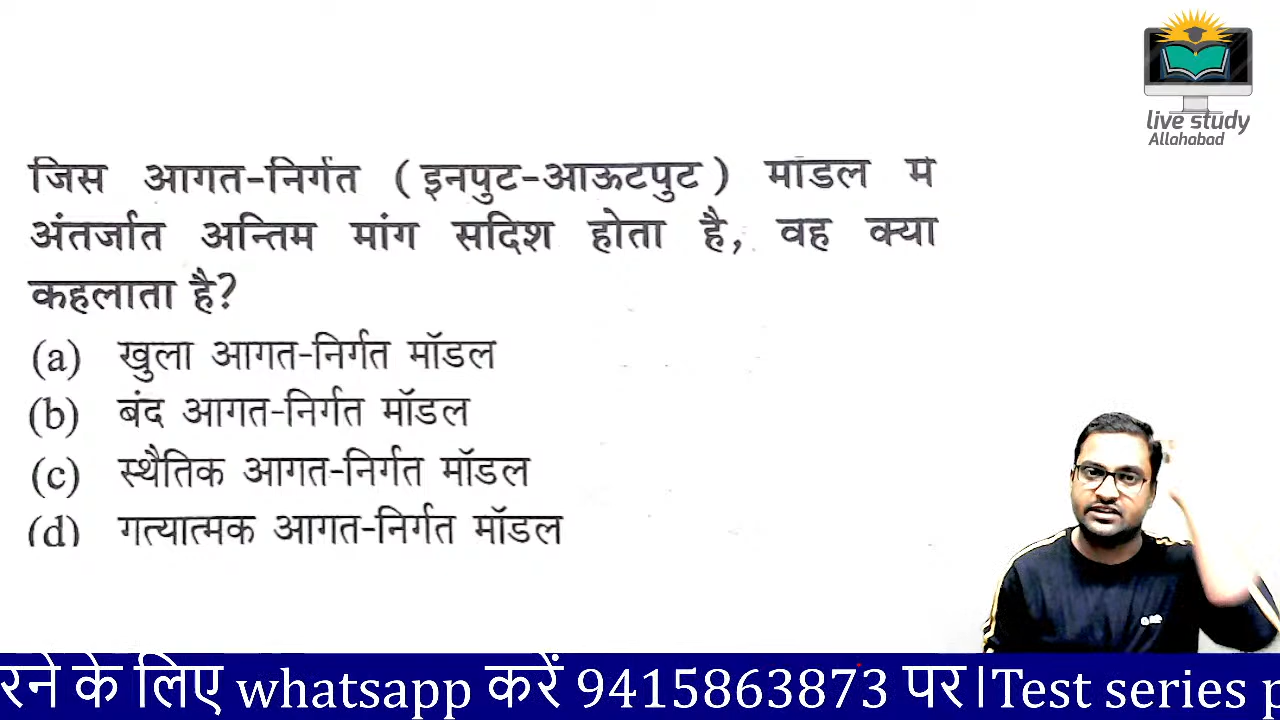 live study
Allahabad
जिस आगत-निर्गत (इनपुट-आऊटपुट) मॉडल में
अंतर्जात अन्तिम मांग सदिश होता है, वह क्या
कहलाता है?
(a) खुला आगत-निर्गत मॉडल
(b) बंद आगत-निर्गत मॉडल
(c) स्थैतिक आगत-निर्गत मॉडल
(d) गत्यात्मक आगत-निर्गत मॉडल
के लिए whatsapp करें 9415863873 पर।Test series